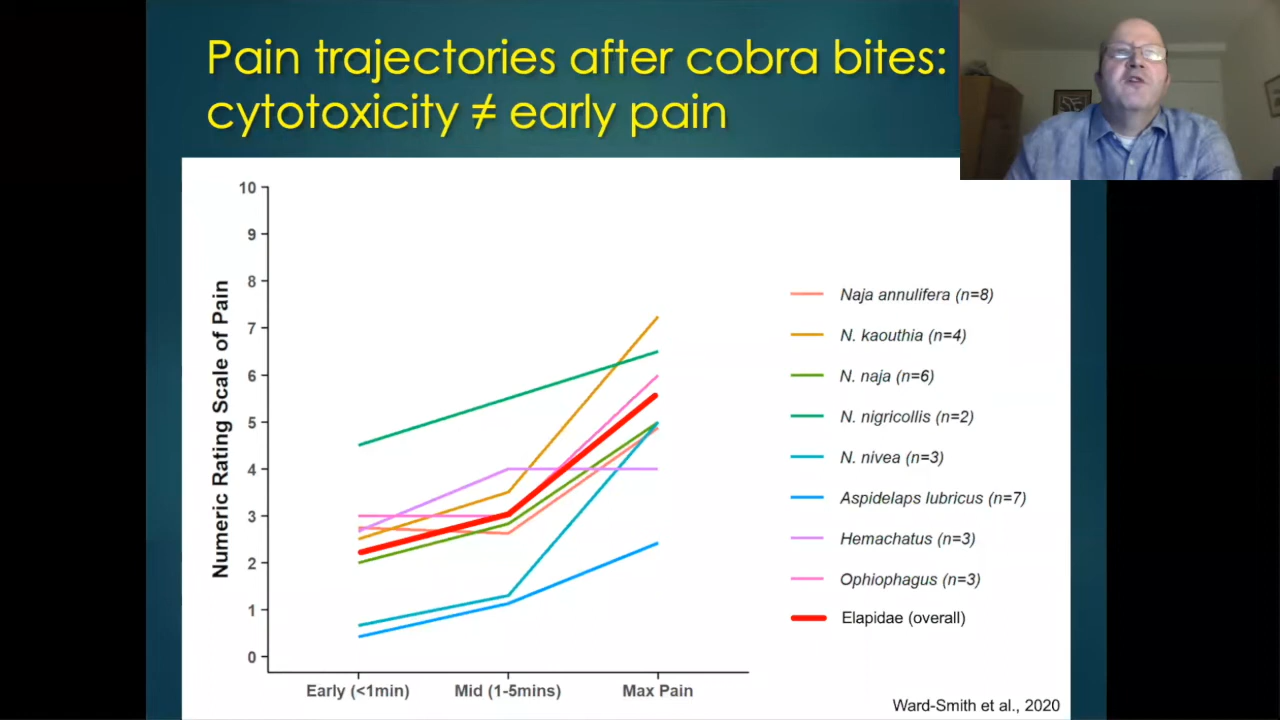 Pain trajectories after cobra bites:
cytotoxicity ≠ early pain
Numeric Rating Scale of Pain
10
9
8
7
6
5
4
3
2
1
0
Early (<1min)
Mid (1-5mins)
Max Pain
Naja annulifera (n=8)
N. kaouthia (n=4)
N. naja (n=6)
N. nigricollis (n=2)
N. nivea (n=3)
Aspidelaps lubricus (n=7)
Hemachatus (n=3)
Ophiophagus (n=3)
Elapidae (overall)
Ward-Smith et al., 2020